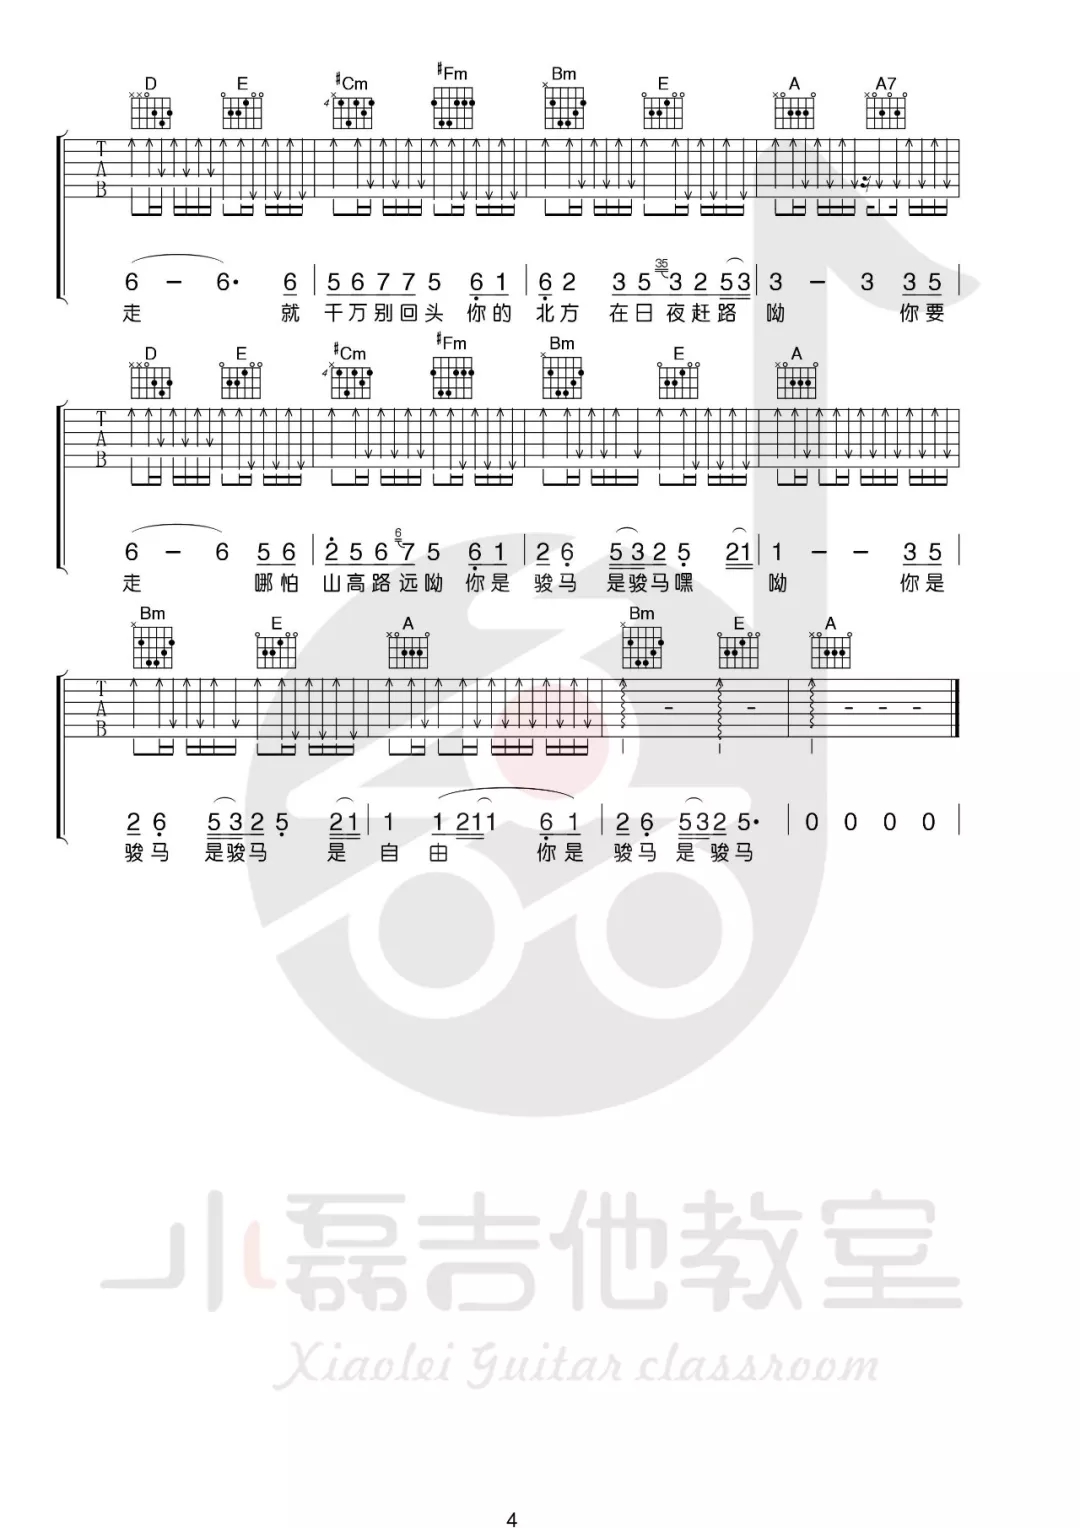 D E #Cm #Fm Bm E A A7
4
T
A
B
6 − 6· 6 | 5 6 7 7 5 6 1 | 6 2 3 5 35 3 2 5 3 | 3 − 3 3 5 |
走 就 千万别回头 你的 北方 在日夜赶路 呦 你要
D E #Cm #Fm Bm E A
4
T
A
B
6 − 6 5 6 | 2 5 6 6 7 5 6 1 | 2 6 5 3 2 5 2 1 | 1 − − 3 5 |
走 哪怕 山高路远呦 你是 骏马 是骏马嘿 呦 你是
Bm E A Bm E A
T
A
B
2 6 5 3 2 5 2 1 | 1 1 2 1 1 6 1 | 2 6 5 3 2 5· | 0 0 0 0 |
骏马 是骏马 是 自由 你是 骏马是骏马
小磊吉他教室
Xiaolei Guitar classroom
4